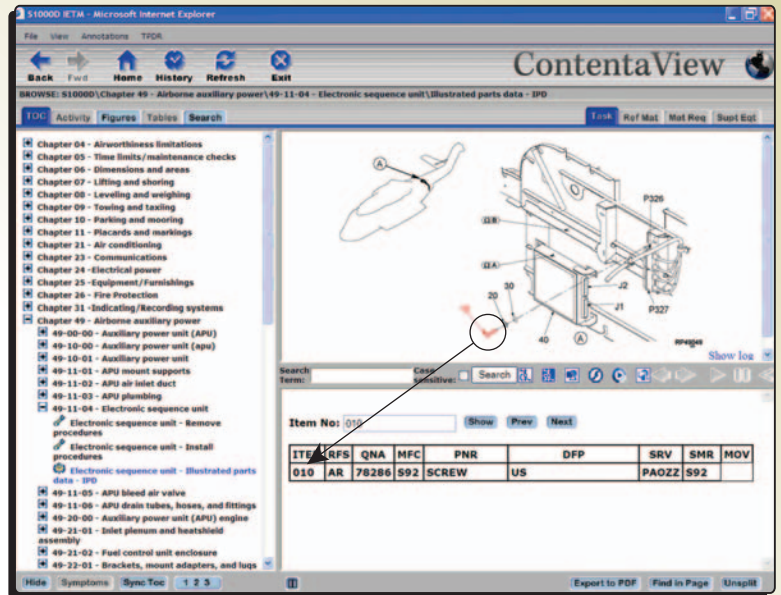 S1000D IETM - Microsoft Internet Explorer
File View Annotations TPDR
Back Fwd Home History Refresh Exit
ContentaView
BROWSE: S1000D\Chapter 49 - Airborne auxiliary power\49-11-04 - Electronic sequence unit\Illustrated parts data - IPD
TOC Activity Figures Tables Search
Task Ref Mat Mat Req Supt Eqt
Chapter 04 - Airworthiness limitations
Chapter 05 - Time limits/maintenance checks
Chapter 06 - Dimensions and areas
Chapter 07 - Lifting and shoring
Chapter 08 - Leveling and weighing
Chapter 09 - Towing and taxiing
Chapter 10 - Parking and mooring
Chapter 11 - Placards and markings
Chapter 21 - Air conditioning
Chapter 23 - Communications
Chapter 24 -Electrical power
Chapter 25 -Equipment/Furnishings
Chapter 26 - Fire Protection
Chapter 31 -Indicating/Recording systems
Chapter 49 - Airborne auxiliary power
49-00-00 - Auxiliary power unit (APU)
49-10-00 - Auxiliary power unit (apu)
49-10-01 - Auxiliary power unit
49-11-01 - APU mount supports
49-11-02 - APU air inlet duct
49-11-03 - APU plumbing
49-11-04 - Electronic sequence unit
Electronic sequence unit - Remove
procedures
Electronic sequence unit - Install
procedures
Electronic sequence unit - Illustrated parts
data - IPD
49-11-05 - APU bleed air valve
49-11-06 - APU drain tubes, hoses, and fittings
49-20-00 - Auxiliary power unit (APU) engine
49-21-01 - Inlet plenum and heatshield
assembly
49-21-02 - Fuel control unit enclosure
49-22-01 - Brackets, mount adapters, and lugs
A
P326
Ω B
Ω A
30
20
J2
J1
P327
40
A
Show log
Search Term:
Case sensitive:
Search
Item No: 010 Show Prev Next
ITE RFS QNA MFC PNR DFP SRV SMR MOV
010 AR 78286 S92 SCREW US PAOZZ S92
Hide Symptoms Sync Toc 1 2 3
Export to PDF Find in Page Unsplit